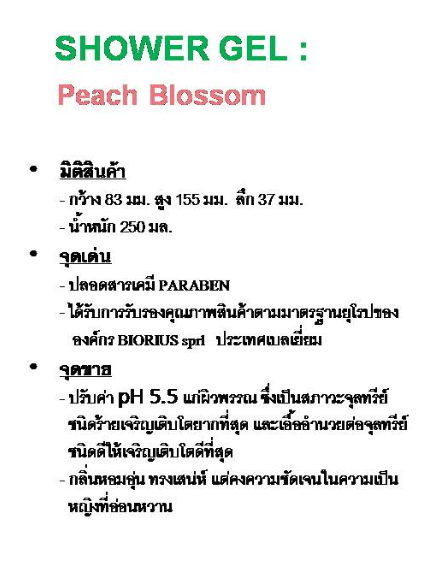 SHOWER GEL :
Peach Blossom
• มิติสินค้า
- กว้าง 83 มม. สูง 155 มม. ลึก 37 มม.
- น้ำหนัก 250 มล.
• จุดเด่น
- ปลอดสารเคมี PARABEN
- ได้รับการรับรองคุณภาพสินค้าตามมาตรฐานยุโรปของ
องค์กร BIORIUS sprl ประเทศเบลเยี่ยม
• จุดขาย
- ปรับค่า pH 5.5 แก่ผิวพรรณ ซึ่งเป็นสภาวะจุลทรีย์
ชนิดร้ายเจริญเติบโตยากที่สุด และเอื้ออำนวยต่อจุลทรีย์
ชนิดดีให้เจริญเติบโตดีที่สุด
- กลิ่นหอมอุ่น ทรงเสน่ห์ แต่คงความชัดเจนในความเป็น
หญิงที่อ่อนหวาน